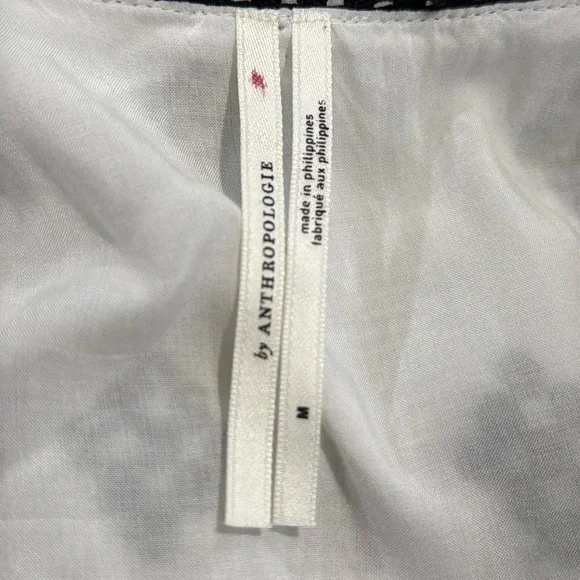 by ANTHROPOLOGIE
made in philippines
fabriqué aux philippines
M